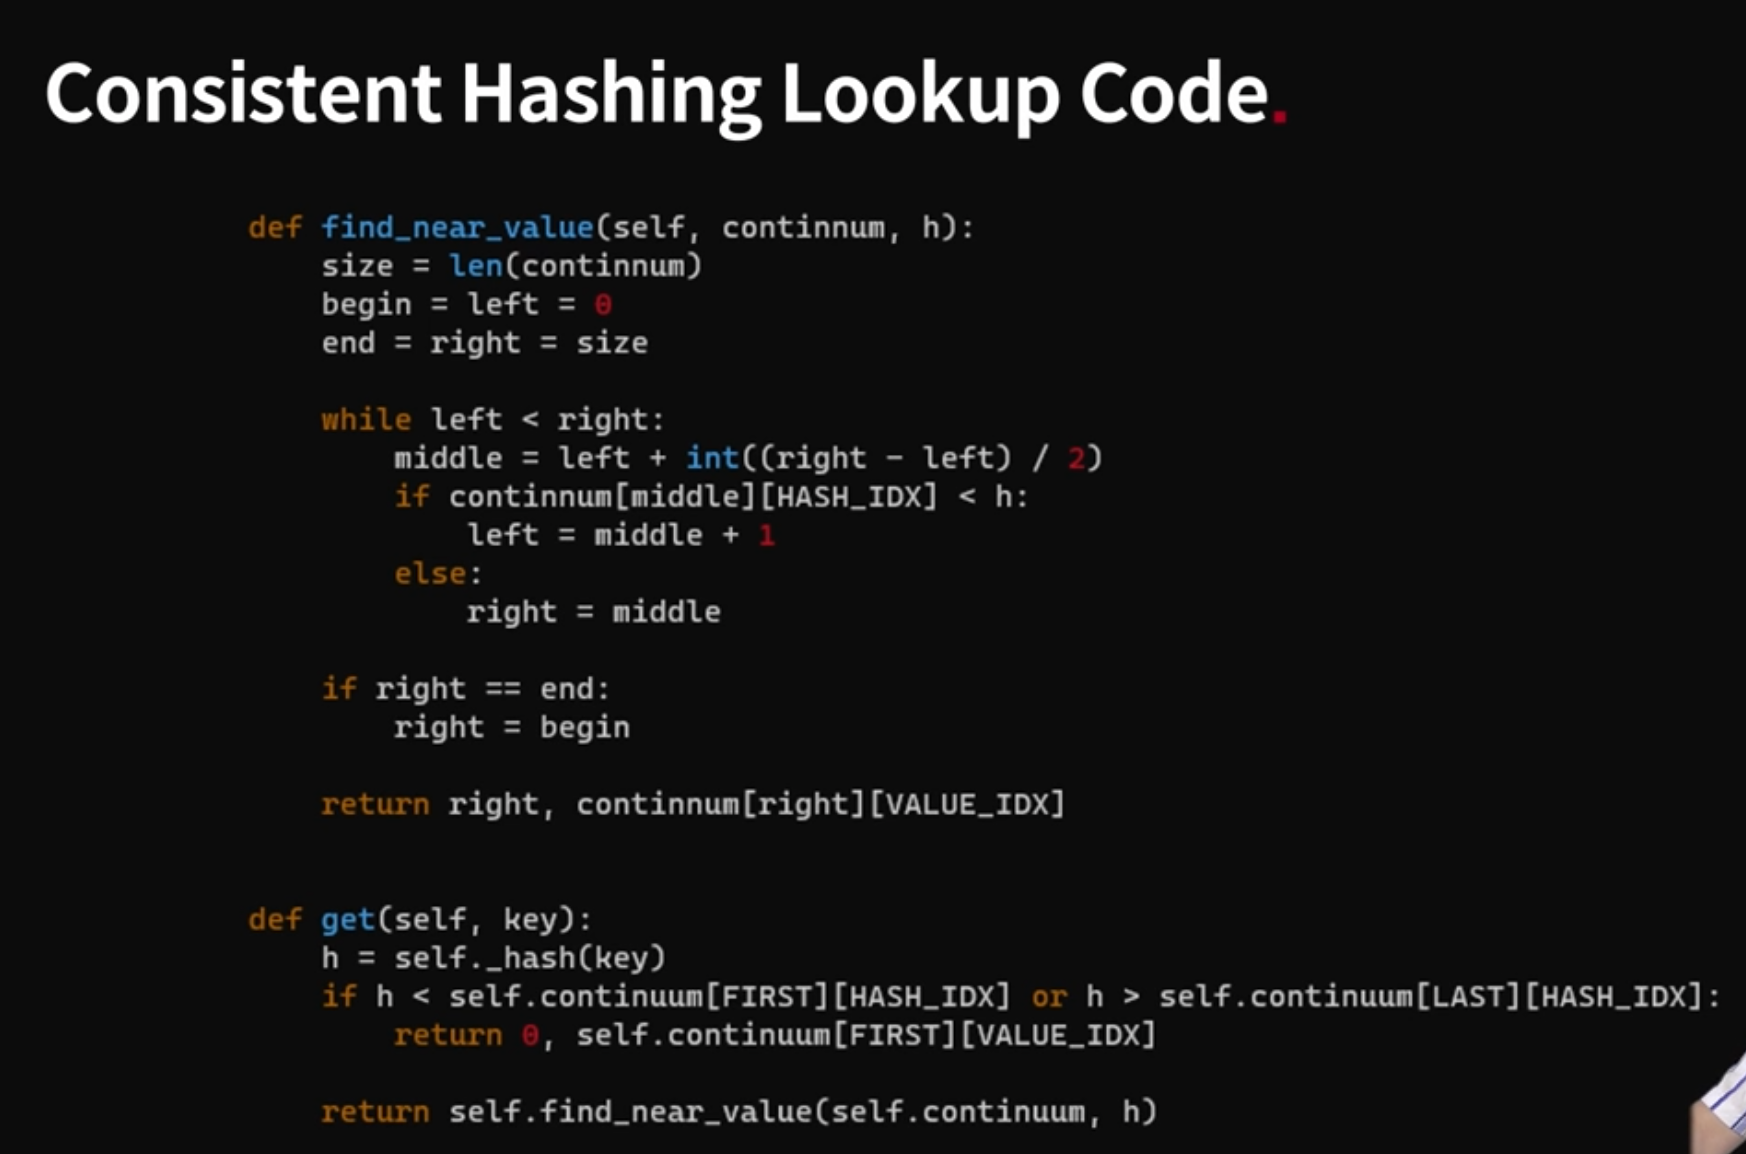 Consistent Hashing Lookup Code.
def find_near_value(self, continnum, h):
    size = len(continnum)
    begin = left = 0
    end = right = size
    while left < right:
        middle = left + int((right - left) / 2)
        if continnum[middle][HASH_IDX] < h:
            left = middle + 1
        else:
            right = middle
    if right == end:
        right = begin
    return right, continnum[right][VALUE_IDX]
def get(self, key):
    h = self._hash(key)
    if h < self.continuum[FIRST][HASH_IDX] or h > self.continuum[LAST][HASH_IDX]:
        return 0, self.continuum[FIRST][VALUE_IDX]
    return self.find_near_value(self.continuum, h)